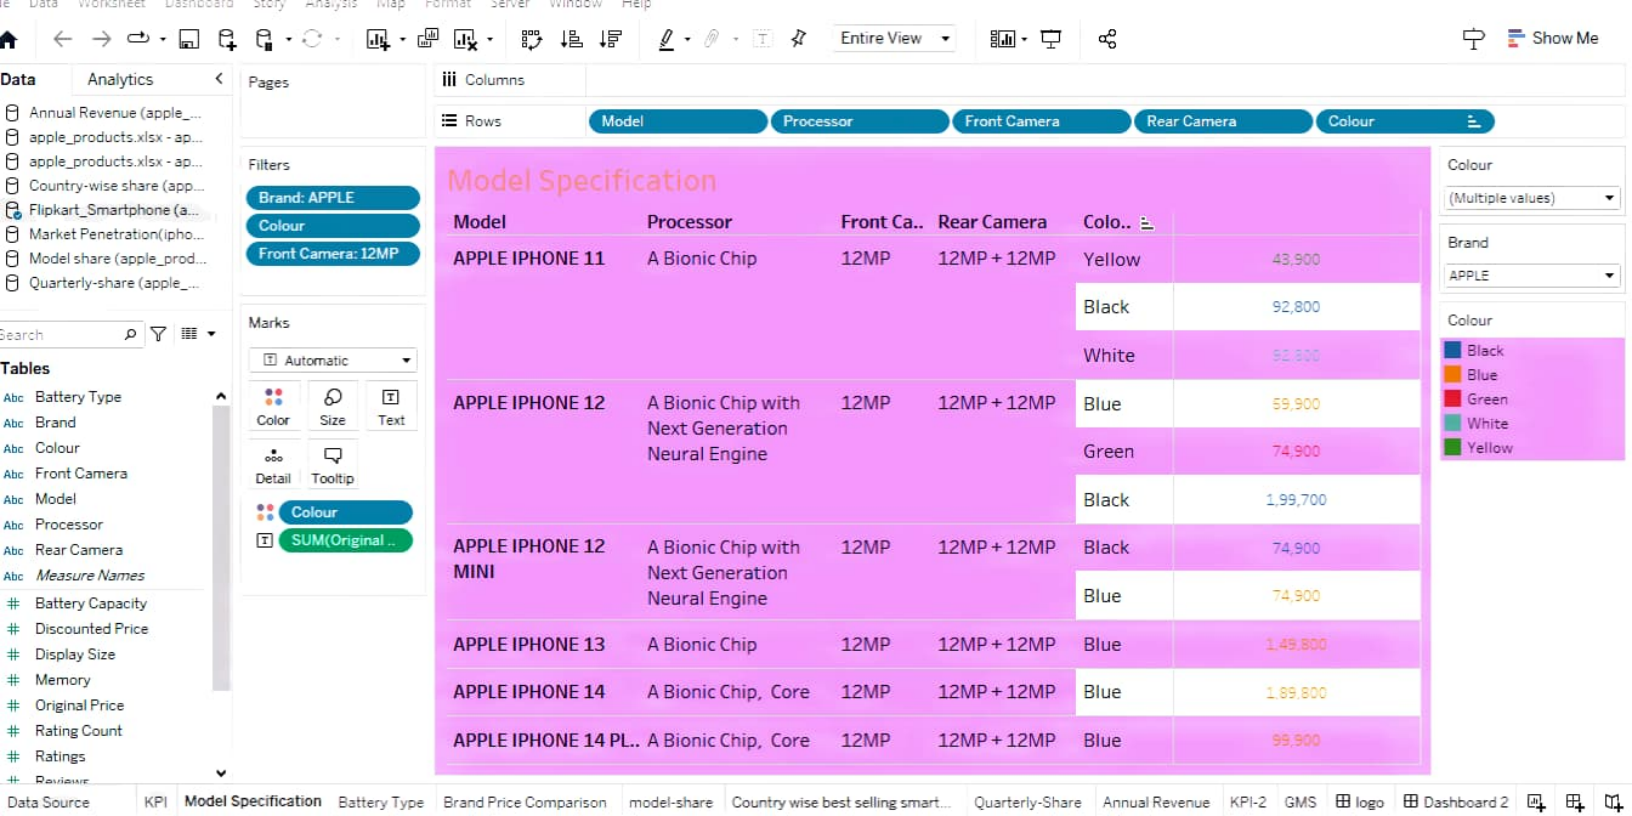 Data Worksheet Dashboard Story Analysis Map Format Server Window Help
Entire View
Show Me
Data Analytics
Annual Revenue (apple_...
apple_products.xlsx - ap...
apple_products.xlsx - ap...
Country-wise share (app...
Flipkart_Smartphone (a...
Market Penetration(ipho...
Model share (apple_prod...
Quarterly-share (apple_...
Search
Tables
Abc Battery Type
Abc Brand
Abc Colour
Abc Front Camera
Abc Model
Abc Processor
Abc Rear Camera
Abc Measure Names
# Battery Capacity
# Discounted Price
# Display Size
# Memory
# Original Price
# Rating Count
# Ratings
# Reviews
Pages
Filters
Brand: APPLE
Colour
Front Camera: 12MP
Marks
Automatic
Color Size Text
Detail Tooltip
Colour
SUM(Original ..
Columns
Rows Model Processor Front Camera Rear Camera Colour
Model Specification
Model Processor Front Ca.. Rear Camera Colo..
APPLE IPHONE 11 A Bionic Chip 12MP 12MP + 12MP Yellow 43,900
Black 92,800
White 92,800
APPLE IPHONE 12 A Bionic Chip with 12MP 12MP + 12MP Blue 59,900
Next Generation
Neural Engine Green 74,900
Black 1,99,700
APPLE IPHONE 12 A Bionic Chip with 12MP 12MP + 12MP Black 74,900
MINI Next Generation
Neural Engine Blue 74,900
APPLE IPHONE 13 A Bionic Chip 12MP 12MP + 12MP Blue 1,49,800
APPLE IPHONE 14 A Bionic Chip, Core 12MP 12MP + 12MP Blue 1,89,800
APPLE IPHONE 14 PL.. A Bionic Chip, Core 12MP 12MP + 12MP Blue 99,900
Colour
(Multiple values)
Brand
APPLE
Colour
Black
Blue
Green
White
Yellow
Data Source KPI Model Specification Battery Type Brand Price Comparison model-share Country wise best selling smart... Quarterly-Share Annual Revenue KPI-2 GMS logo Dashboard 2